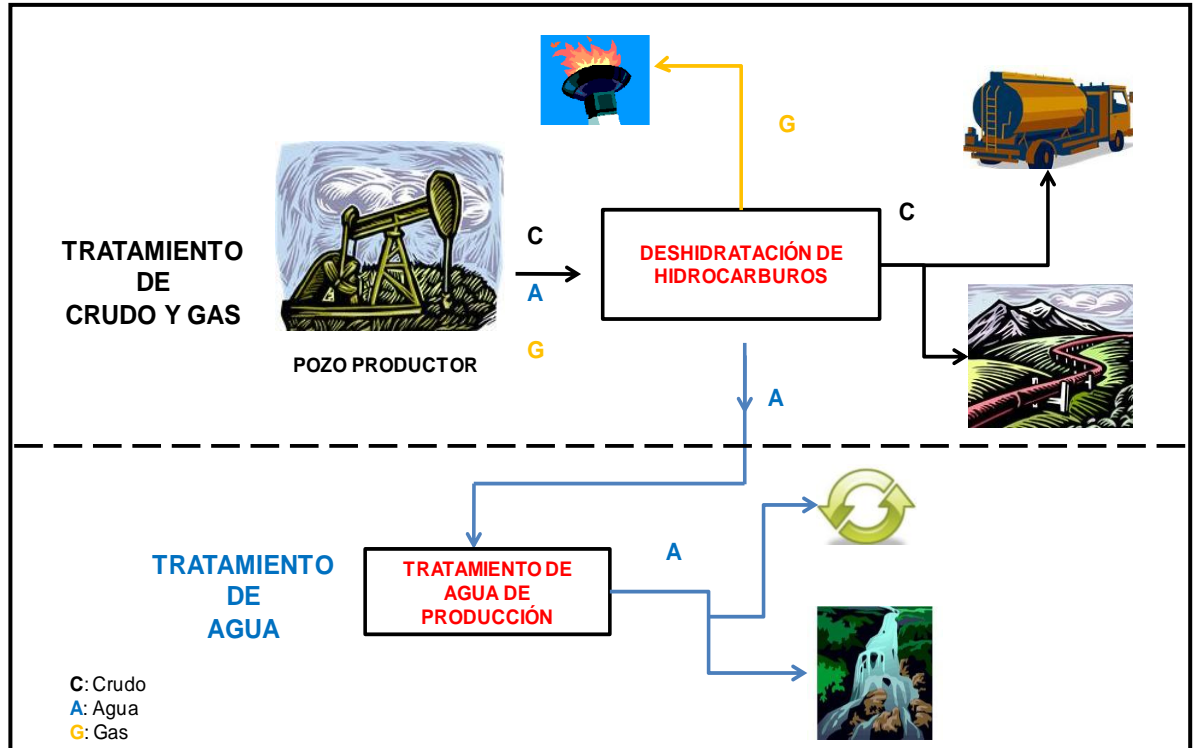 G
C
TRATAMIENTO
DE
CRUDO Y GAS
C
A
G
DESHIDRATACIÓN DE
HIDROCARBUROS
POZO PRODUCTOR
A
TRATAMIENTO
DE
AGUA
TRATAMIENTO DE
AGUA DE
PRODUCCIÓN
A
C: Crudo
A: Agua
G: Gas